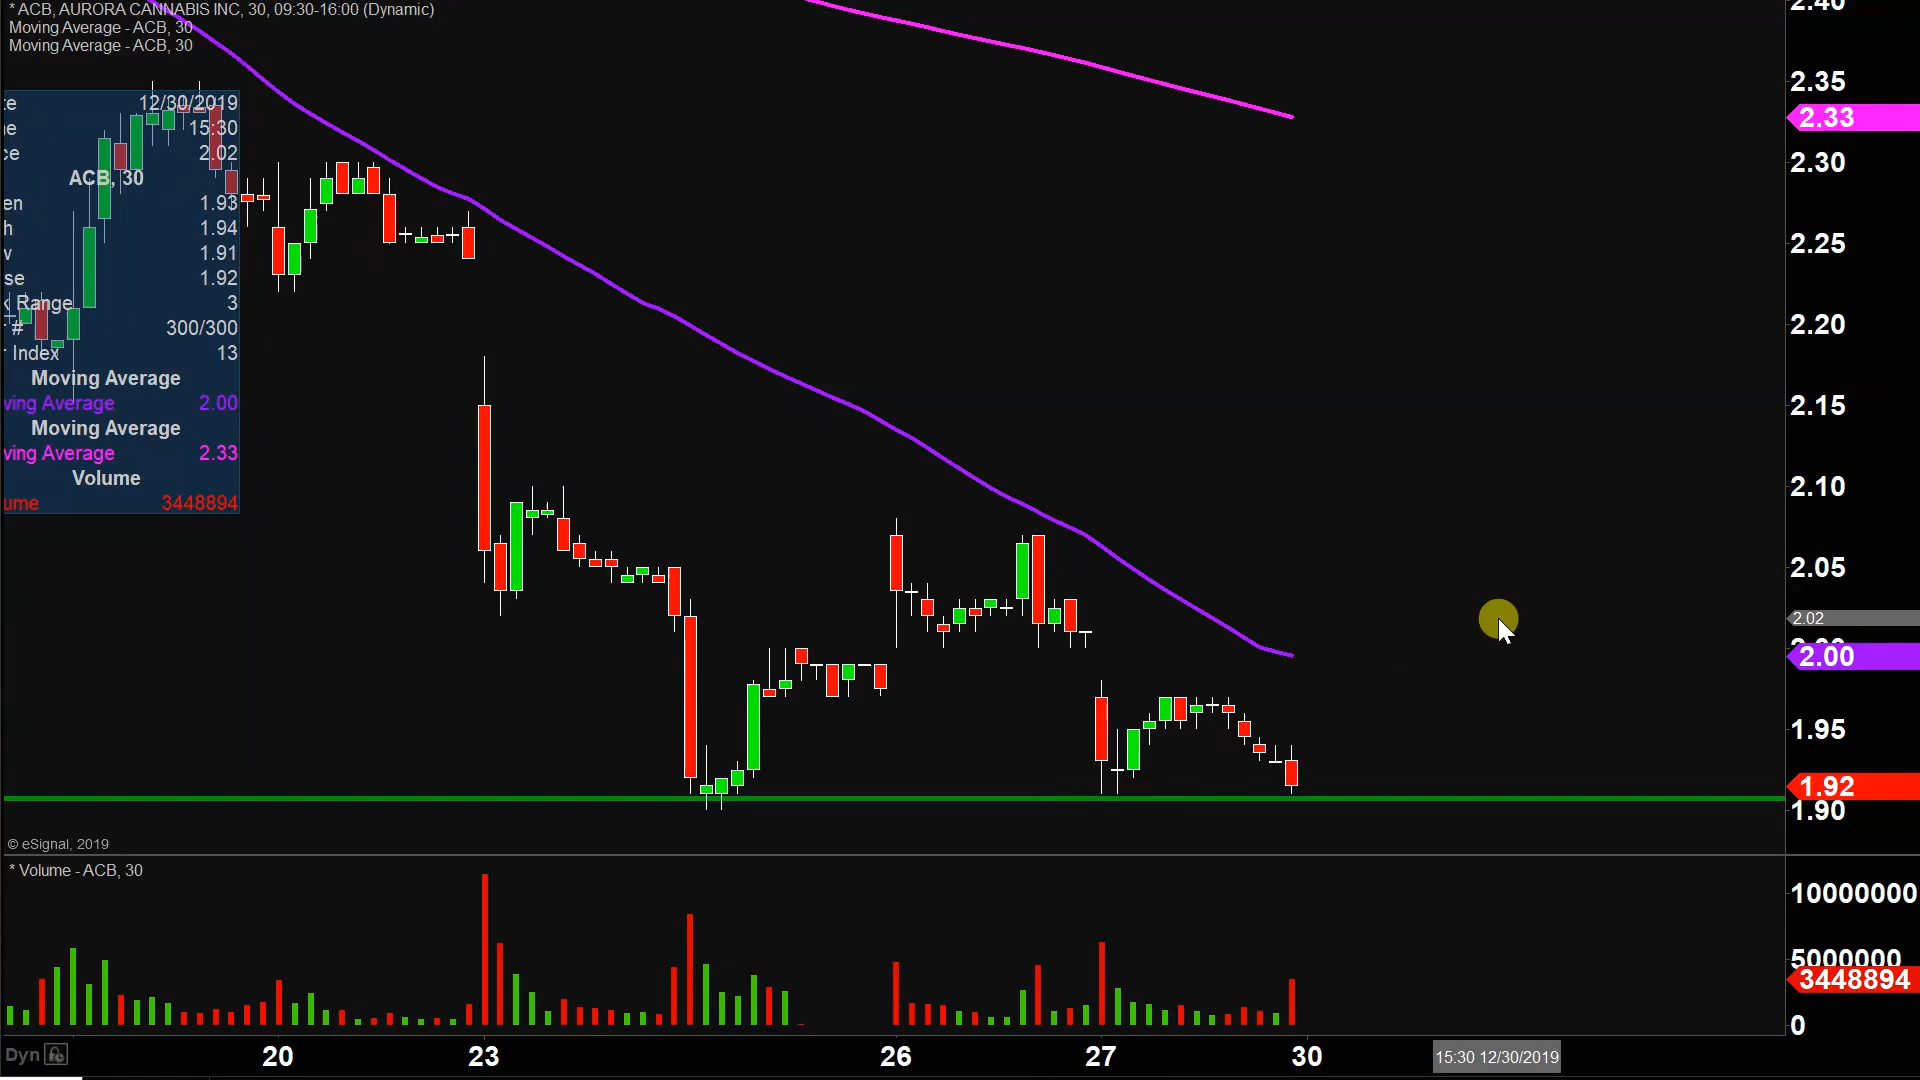 * ACB, AURORA CANNABIS INC, 30, 09:30-16:00 (Dynamic)
Moving Average - ACB, 30
Moving Average - ACB, 30
te 12/30/2019
ne 15:30
ce 2.02
ACB, 30
en 1.93
h 1.94
w 1.91
se 1.92
k Range 3
r # 300/300
r Index 13
Moving Average
ving Average 2.00
Moving Average
ving Average 2.33
Volume
ume 3448894
2.40
2.35
2.33
2.30
2.25
2.20
2.15
2.10
2.05
2.02
2.00
1.95
1.92
1.90
© eSignal, 2019
* Volume - ACB, 30
10000000
5000000
3448894
0
Dyn
20
23
26
27
30
15:30 12/30/2019